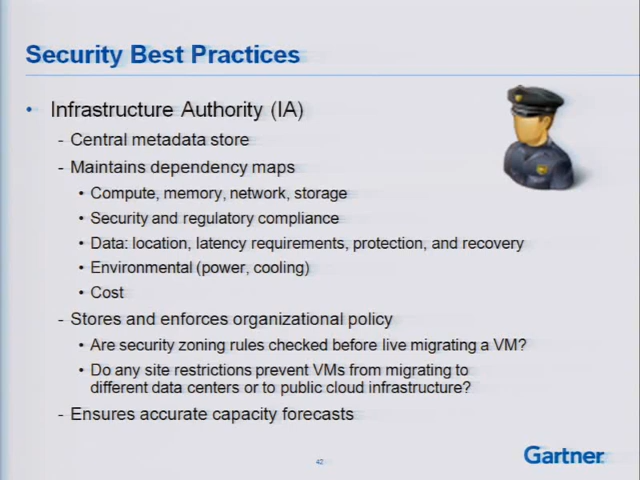 Security Best Practices
• Infrastructure Authority (IA)
- Central metadata store
- Maintains dependency maps
• Compute, memory, network, storage
• Security and regulatory compliance
• Data: location, latency requirements, protection, and recovery
• Environmental (power, cooling)
• Cost
- Stores and enforces organizational policy
• Are security zoning rules checked before live migrating a VM?
• Do any site restrictions prevent VMs from migrating to
different data centers or to public cloud infrastructure?
- Ensures accurate capacity forecasts
42
Gartner